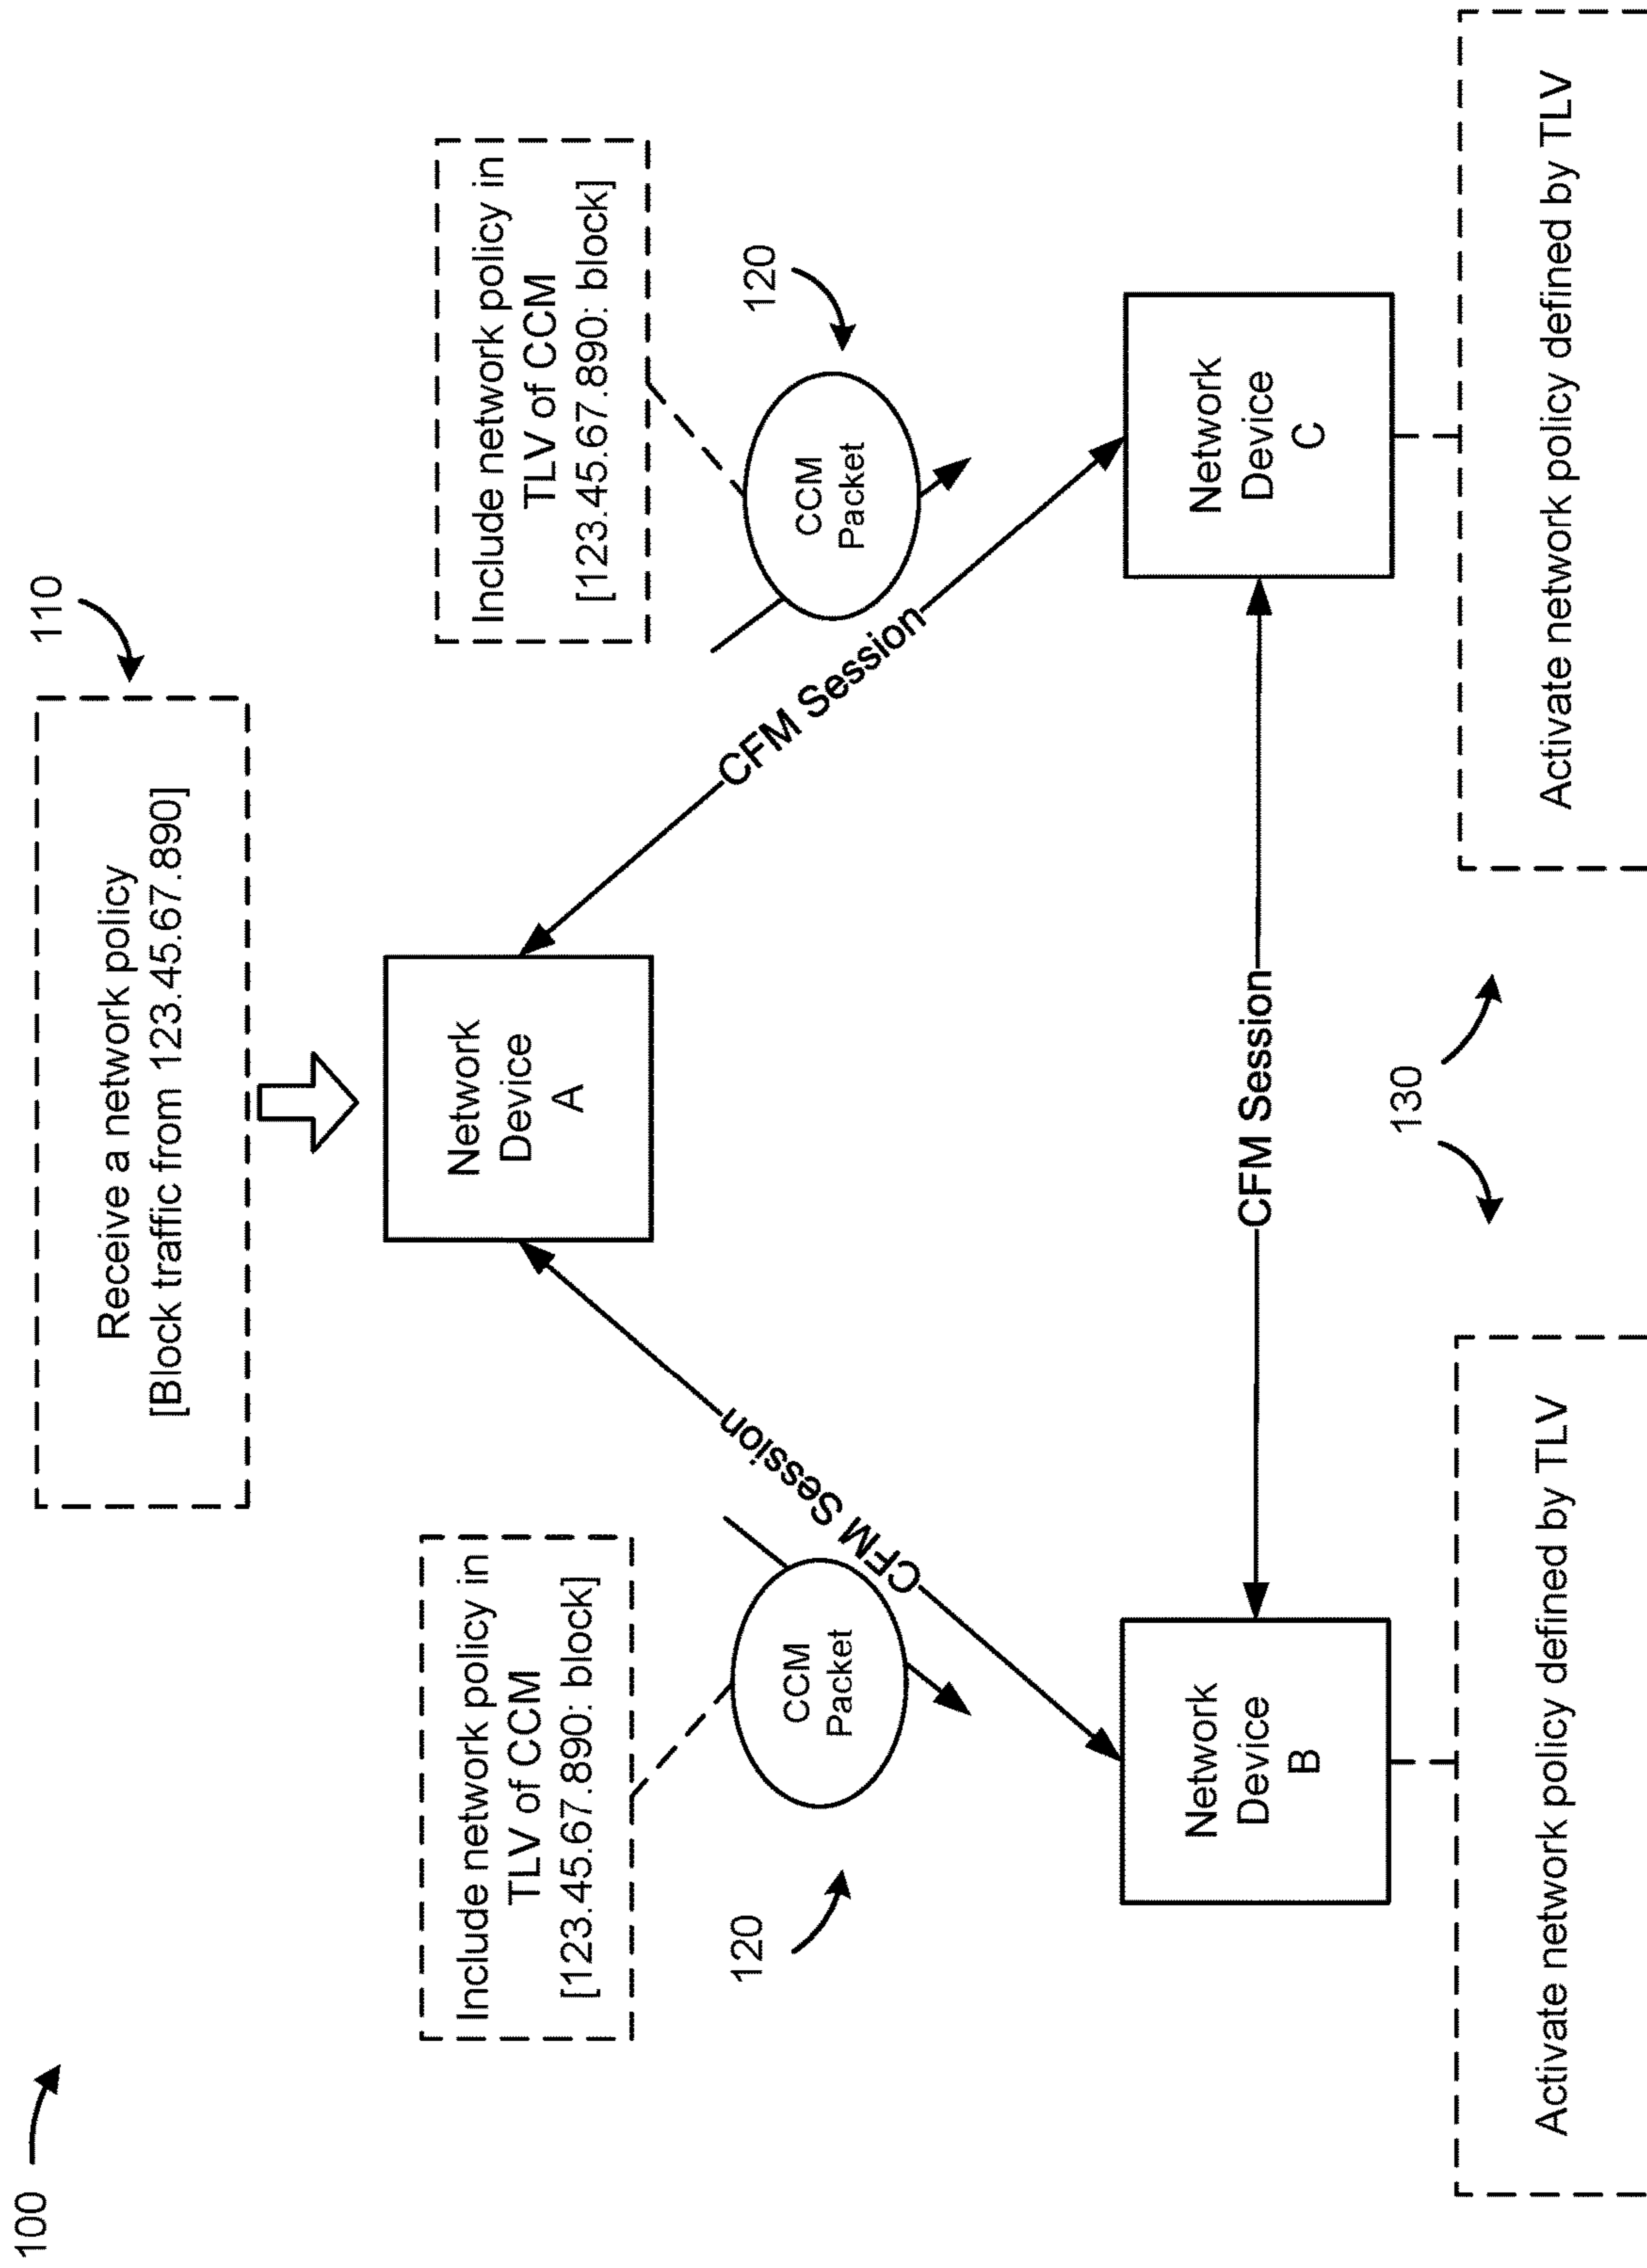 100
110
Receive a network policy
[Block traffic from 123.45.67.890]
Include network policy in
TLV of CCM
[123.45.67.890: block]
Include network policy in
TLV of CCM
[123.45.67.890: block]
Network
Device
A
120
CCM
Packet
CFM Session
120
CCM
Packet
CFM Session
Network
Device
B
CFM Session
Network
Device
C
130
Activate network policy defined by TLV
Activate network policy defined by TLV